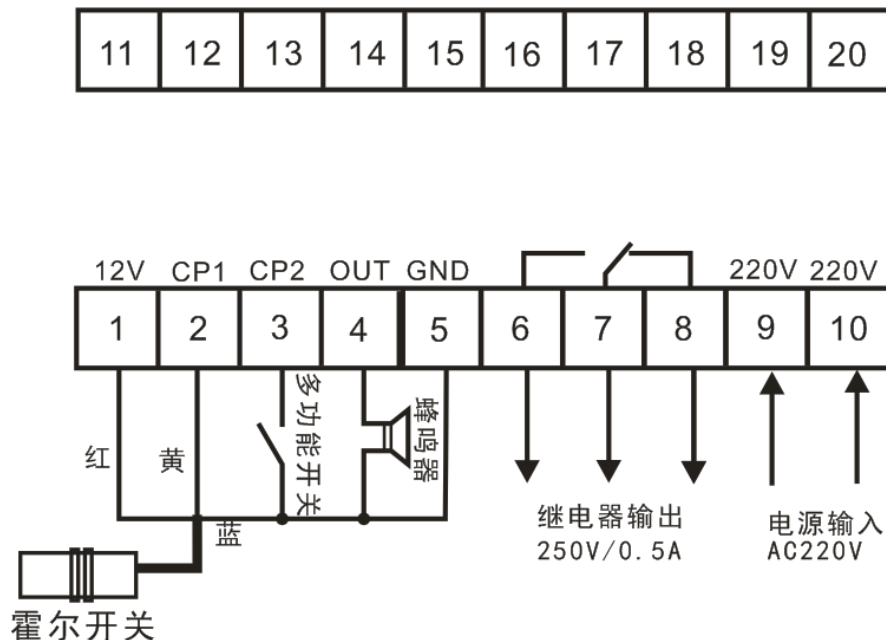 11 12 13 14 15 16 17 18 19 20
12V CP1 CP2 OUT GND 220V 220V
1 2 3 4 5 6 7 8 9 10
红
黄
蓝
多功能开关
蜂鸣器
继电器输出
250V/0.5A
电源输入
AC220V
霍尔开关